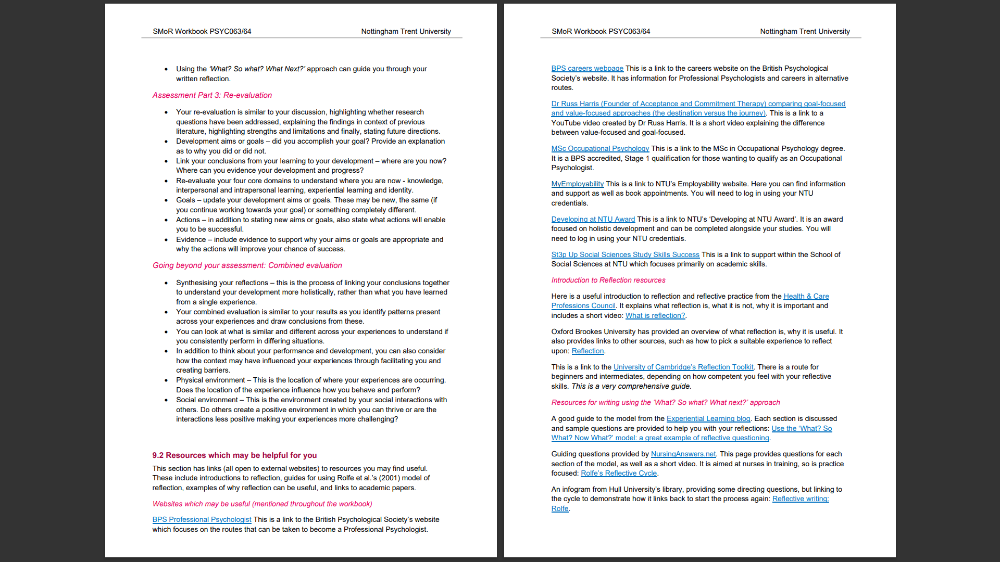 SMoR Workbook PSYC063/64 Nottingham Trent University
• Using the ‘What? So what? What Next?’ approach can guide you through your
written reflection.
Assessment Part 3: Re-evaluation
• Your re-evaluation is similar to your discussion, highlighting whether research
questions have been addressed, explaining the findings in context of previous
literature, highlighting strengths and limitations and finally, stating future directions.
• Development aims or goals – did you accomplish your goal? Provide an explanation
as to why you did or did not.
• Link your conclusions from your learning to your development – where are you now?
Where can you evidence your development and progress?
• Re-evaluate your four core domains to understand where you are now - knowledge,
interpersonal and intrapersonal learning, experiential learning and identity.
• Goals – update your development aims or goals. These may be new, the same (if
you continue working towards your goal) or something completely different.
• Actions – in addition to stating new aims or goals, also state what actions will enable
you to be successful.
• Evidence – include evidence to support why your aims or goals are appropriate and
why the actions will improve your chance of success.
Going beyond your assessment: Combined evaluation
• Synthesising your reflections – this is the process of linking your conclusions together
to understand your development more holistically, rather than what you have learned
from a single experience.
• Your combined evaluation is similar to your results as you identify patterns present
across your experiences and draw conclusions from these.
• You can look at what is similar and different across your experiences to understand if
you consistently perform in differing situations.
• In addition to think about your performance and development, you can also consider
how the context may have influenced your experiences through facilitating you and
creating barriers.
• Physical environment – This is the location of where your experiences are occurring.
Does the location of the experience influence how you behave and perform?
• Social environment – This is the environment created by your social interactions with
others. Do others create a positive environment in which you can thrive or are the
interactions less positive making your experiences more challenging?
9.2 Resources which may be helpful for you
This section has links (all open to external websites) to resources you may find useful.
These include introductions to reflection, guides for using Rolfe et al.’s (2001) model of
reflection, examples of why reflection can be useful, and links to academic papers.
Websites which may be useful (mentioned throughout the workbook)
BPS Professional Psychologist This is a link to the British Psychological Society’s website
which focuses on the routes that can be taken to become a Professional Psychologist.
SMoR Workbook PSYC063/64 Nottingham Trent University
BPS careers webpage This is a link to the careers website on the British Psychological
Society’s website. It has information for Professional Psychologists and careers in alternative
routes.
Dr Russ Harris (Founder of Acceptance and Commitment Therapy) comparing goal-focused
and value-focused approaches (the destination versus the journey). This is a link to a
YouTube video created by Dr Russ Harris. It is a short video explaining the difference
between value-focused and goal-focused.
MSc Occupational Psychology This is a link to the MSc in Occupational Psychology degree.
It is a BPS accredited, Stage 1 qualification for those wanting to qualify as an Occupational
Psychologist.
MyEmployability This is a link to NTU’s Employability website. Here you can find information
and support as well as book appointments. You will need to log in using your NTU
credentials.
Developing at NTU Award This is a link to NTU’s ‘Developing at NTU Award’. It is an award
focused on holistic development and can be completed alongside your studies. You will
need to log in using your NTU credentials.
St3p Up Social Sciences Study Skills Success This is a link to support within the School of
Social Sciences at NTU which focuses primarily on academic skills.
Introduction to Reflection resources
Here is a useful introduction to reflection and reflective practice from the Health & Care
Professions Council. It explains what reflection is, what it is not, why it is important and
includes a short video: What is reflection?.
Oxford Brookes University has provided an overview of what reflection is, why it is useful. It
also provides links to other sources, such as how to pick a suitable experience to reflect
upon: Reflection.
This is a link to the University of Cambridge’s Reflection Toolkit. There is a route for
beginners and intermediates, depending on how competent you feel with your reflective
skills. This is a very comprehensive guide.
Resources for writing using the ‘What? So what? What next?’ approach
A good guide to the model from the Experiential Learning blog. Each section is discussed
and sample questions are provided to help you with your reflections: Use the ‘What? So
What? Now What?’ model: a great example of reflective questioning.
Guiding questions provided by NursingAnswers.net. This page provides questions for each
section of the model, as well as a short video. It is aimed at nurses in training, so is practice
focused: Rolfe’s Reflective Cycle.
An infogram from Hull University’s library, providing some directing questions, but linking to
the cycle to demonstrate how it links back to start the process again: Reflective writing:
Rolfe.